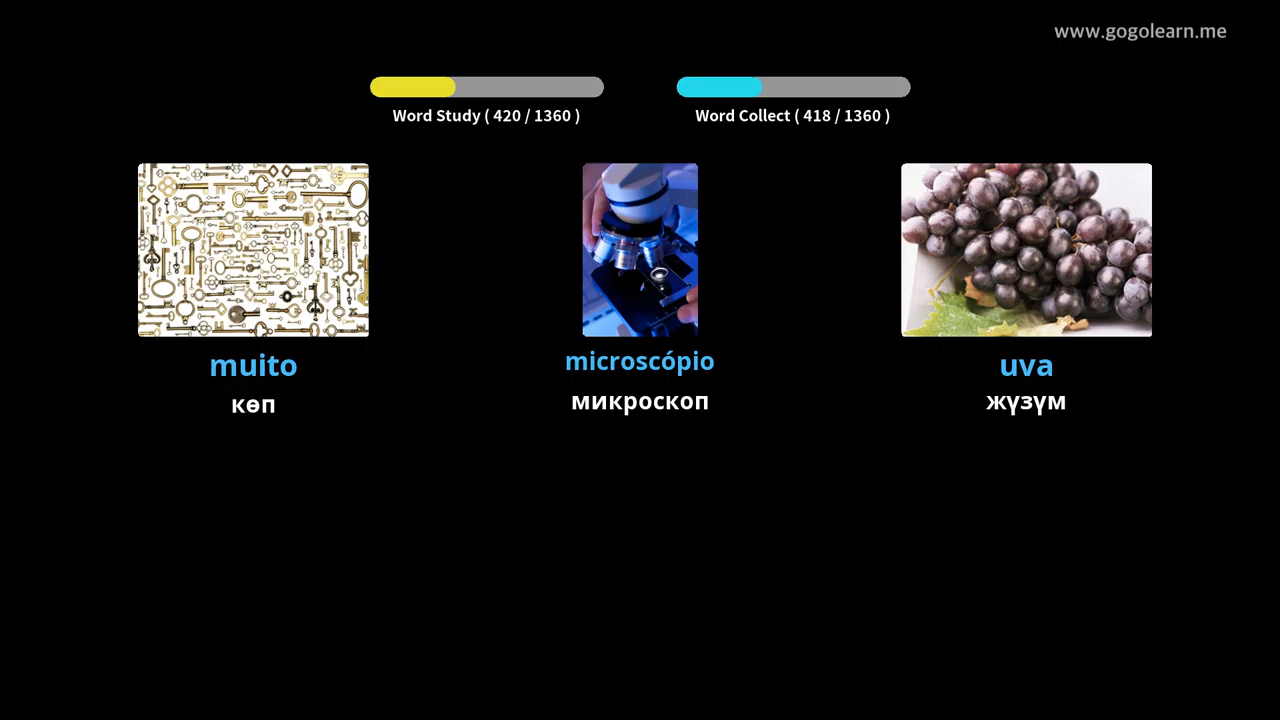 www.gogolearn.me
Word Study ( 420 / 1360 )
Word Collect ( 418 / 1360 )
muito
көп
microscópio
микроскоп
uva
жүзүм